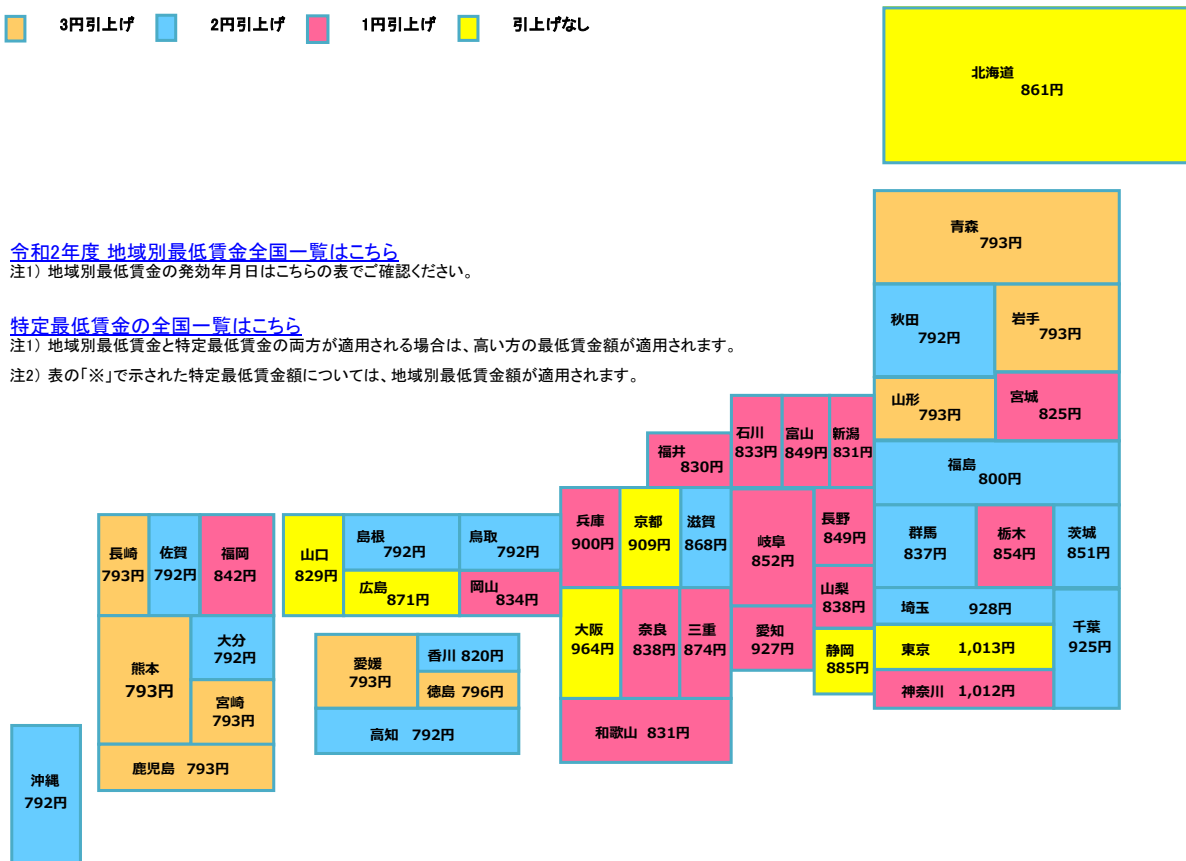 3円引上げ 2円引上げ 1円引上げ 引上げなし
北海道
861円
青森
793円
令和2年度 地域別最低賃金全国一覧はこちら
注1) 地域別最低賃金の発効年月日はこちらの表でご確認ください。
特定最低賃金の全国一覧はこちら
注1) 地域別最低賃金と特定最低賃金の両方が適用される場合は、高い方の最低賃金額が適用されます。
注2) 表の「※」で示された特定最低賃金額については、地域別最低賃金額が適用されます。
秋田
792円
岩手
793円
山形
793円
宮城
825円
石川
833円
富山
849円
新潟
831円
福井
830円
福島
800円
兵庫
900円
京都
909円
滋賀
868円
岐阜
852円
長野
849円
群馬
837円
栃木
854円
茨城
851円
長崎
793円
佐賀
792円
福岡
842円
山口
829円
島根
792円
鳥取
792円
広島
871円
岡山
834円
山梨
838円
埼玉 928円
千葉
925円
大阪
964円
奈良
838円
三重
874円
愛知
927円
静岡
885円
東京 1,013円
神奈川 1,012円
熊本
793円
大分
792円
宮崎
793円
愛媛
793円
香川 820円
徳島 796円
高知 792円
和歌山 831円
鹿児島 793円
沖縄
792円